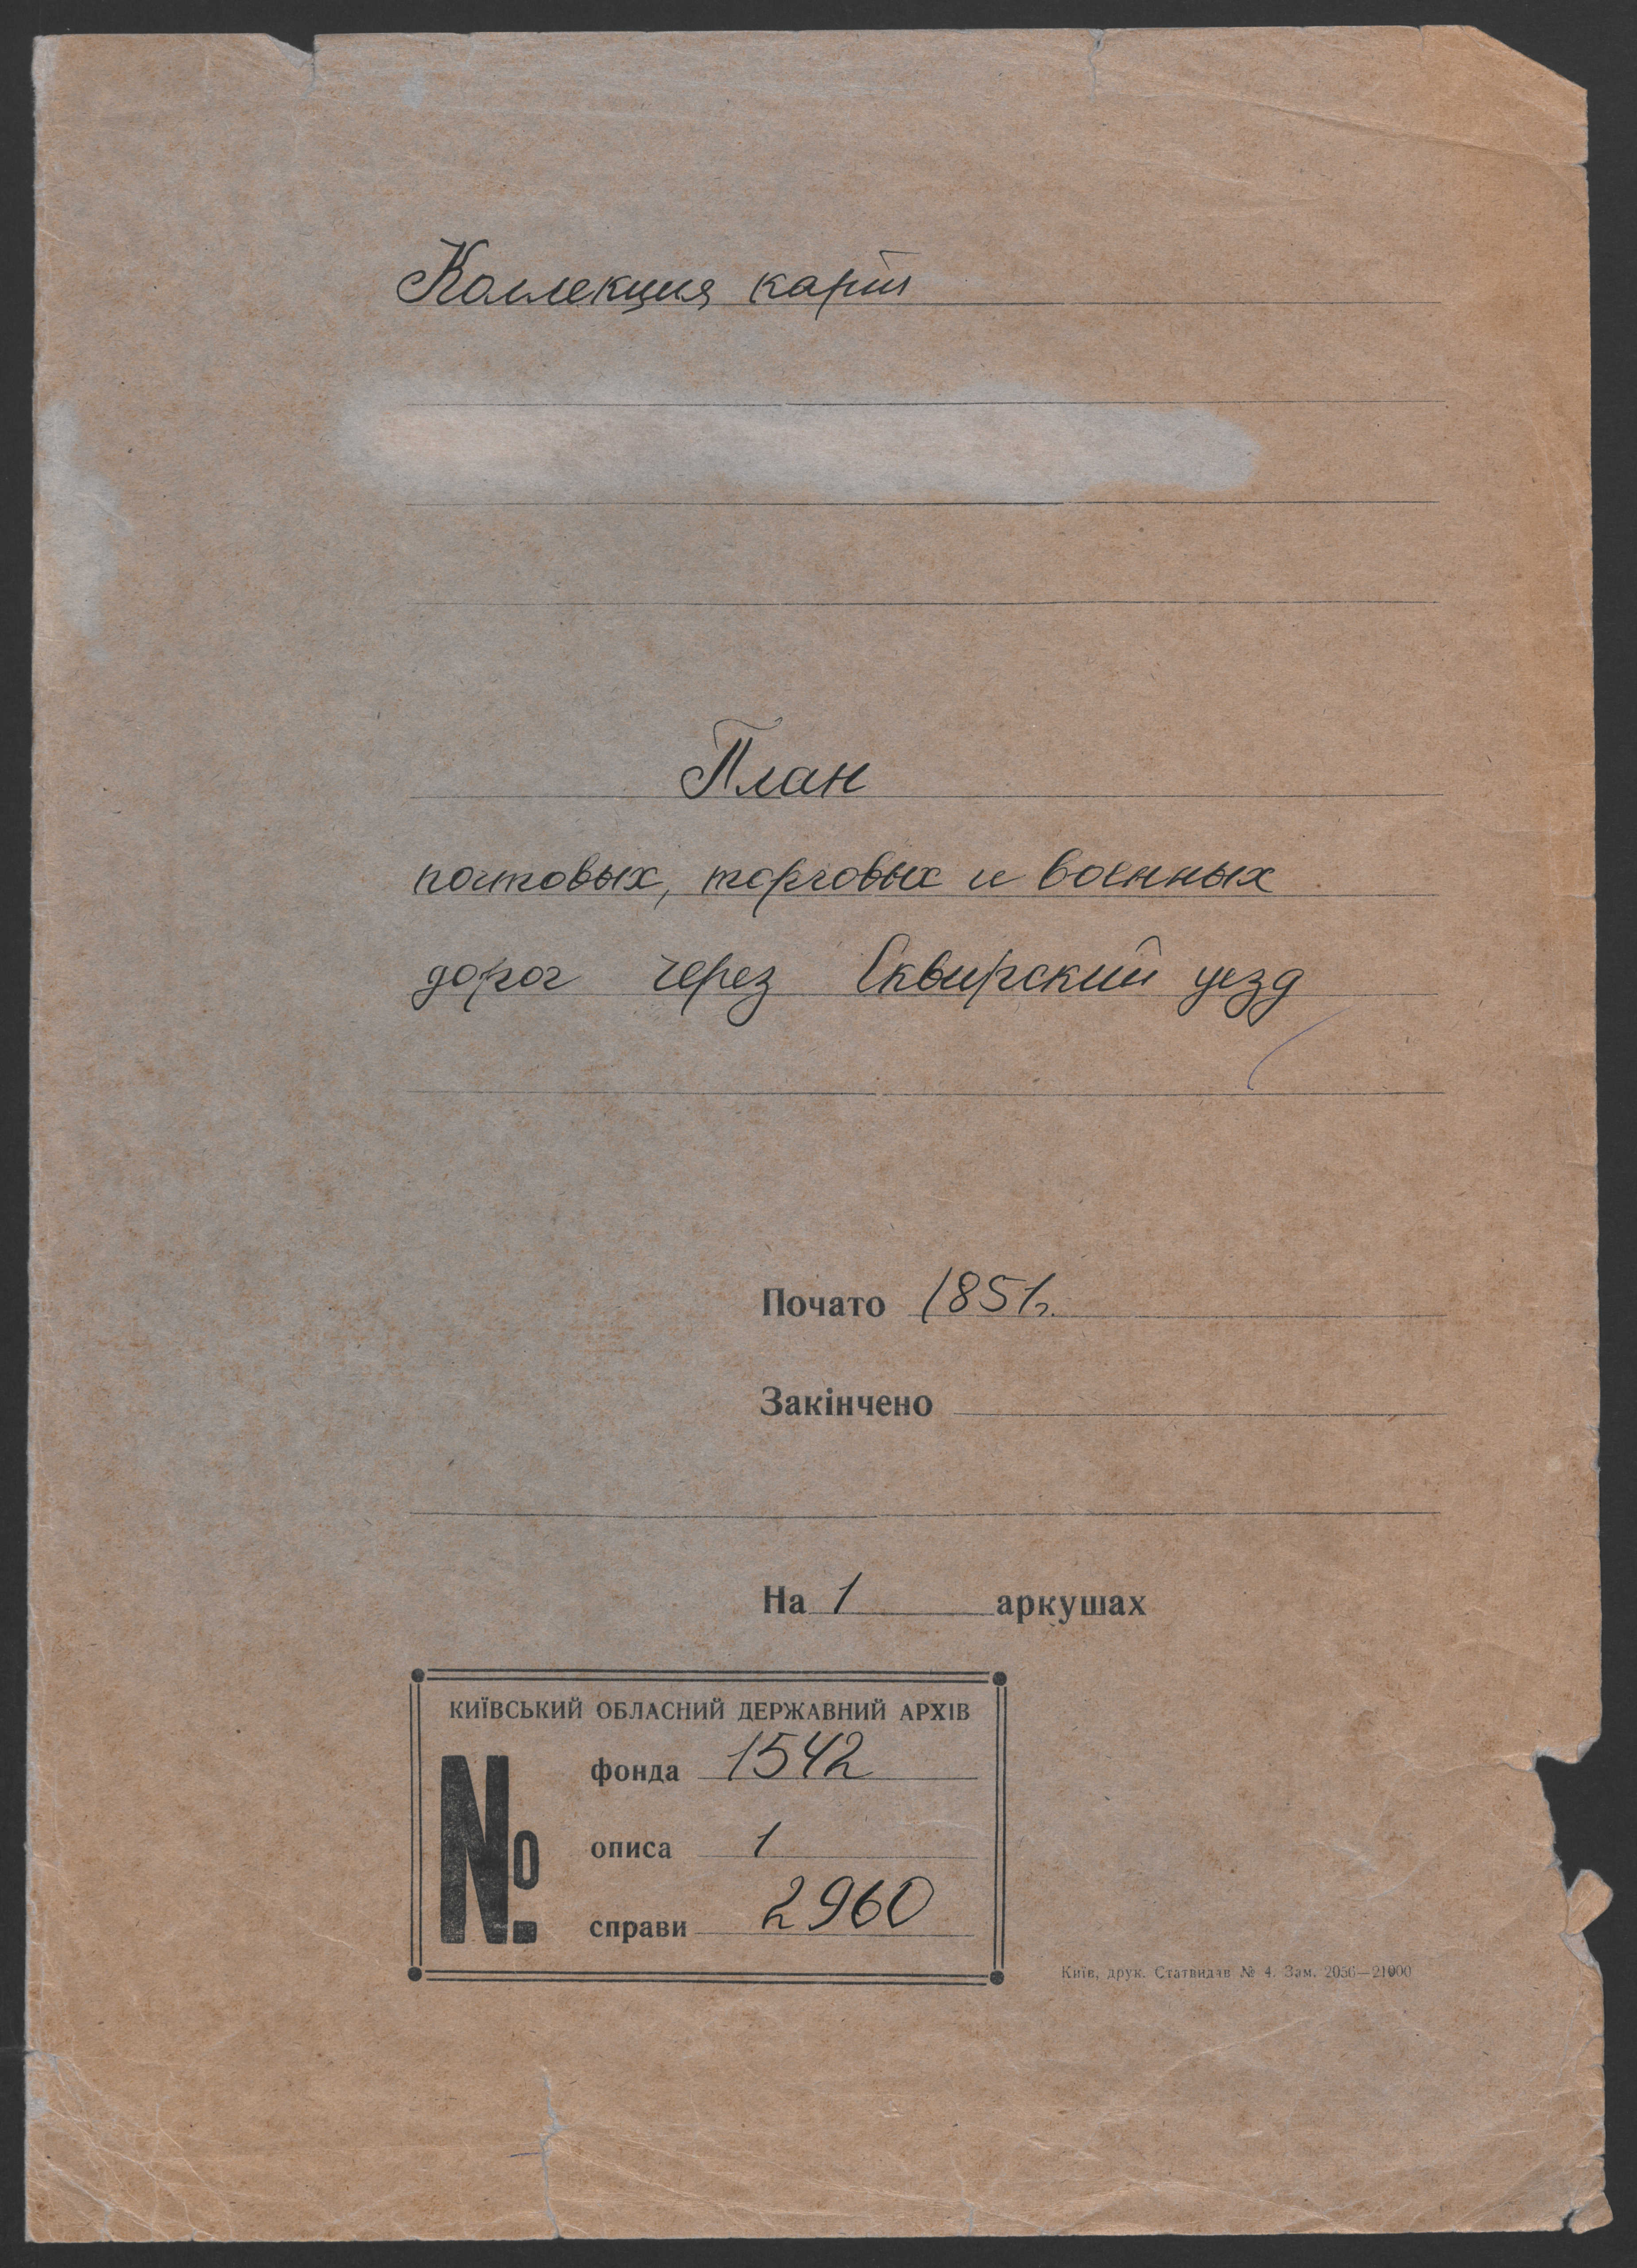 Коллекция карт
План
почтовых, торговых и военных
дорог через Сквирский уезд
Почато 1851г.
Закінчено
На 1 аркушах
КИЇВСЬКИЙ ОБЛАСНИЙ ДЕРЖАВНИЙ АРХІВ
№
фонда 1542
описа 1
справи 2960
Київ, друк. Статвидав № 4. Зам. 2056—21000